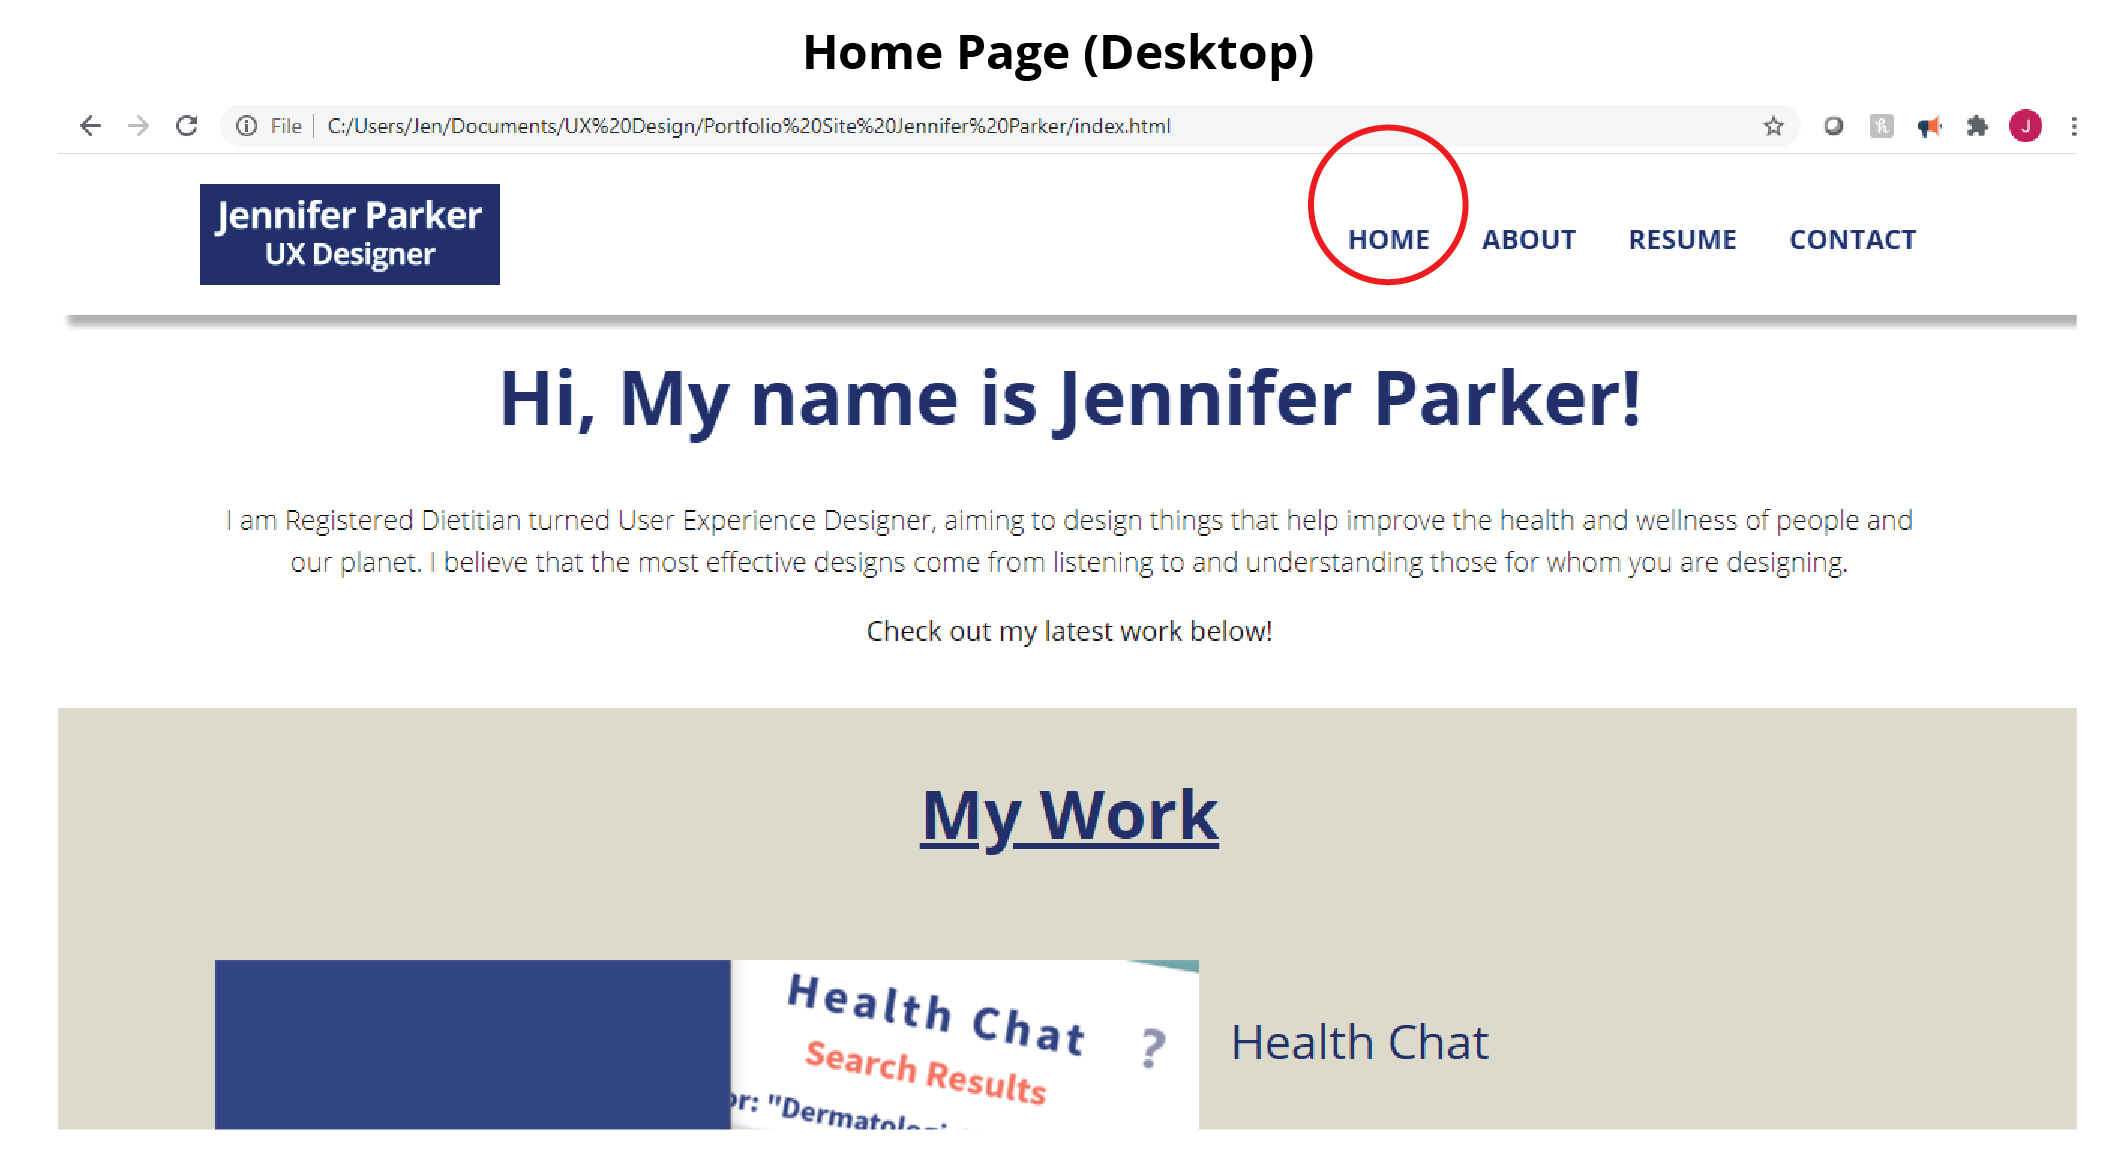 Home Page (Desktop)
File C:/Users/Jen/Documents/UX%20Design/Portfolio%20Site%20Jennifer%20Parker/index.html
J
Jennifer Parker
UX Designer
HOME ABOUT RESUME CONTACT
Hi, My name is Jennifer Parker!
I am Registered Dietitian turned User Experience Designer, aiming to design things that help improve the health and wellness of people and
our planet. I believe that the most effective designs come from listening to and understanding those for whom you are designing.
Check out my latest work below!
My Work
Health Chat
?
Search Results
or: "Dermatologi
Health Chat